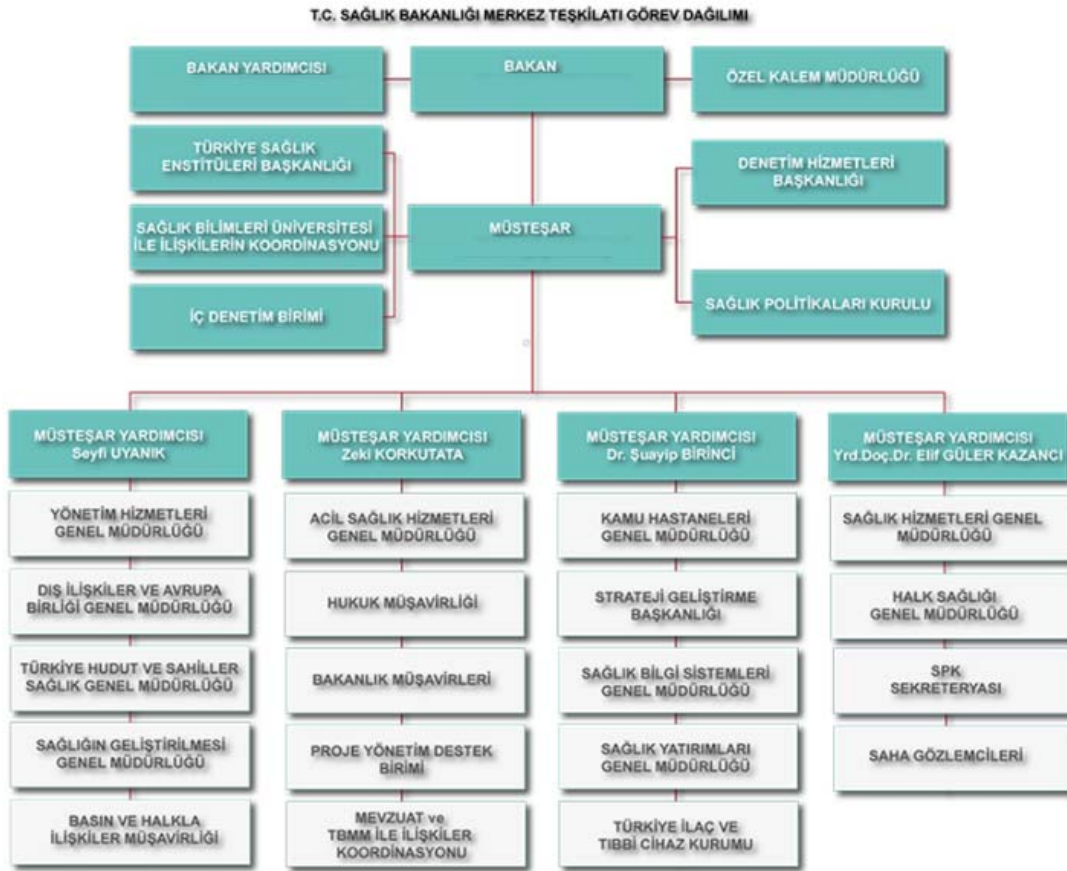 T.C. SAĞLIK BAKANLIĞI MERKEZ TEŞKİLATI GÖREV DAĞILIMI
BAKAN YARDIMCISI
BAKAN
ÖZEL KALEM MÜDÜRLÜĞÜ
TÜRKİYE SAĞLIK
ENSTİTÜLERİ BAŞKANLIĞI
DENETİM HİZMETLERİ
BAŞKANLIĞI
SAĞLIK BİLİMLERİ ÜNİVERSİTESİ
İLE İLİŞKİLERİN KOORDİNASYONU
MÜSTEŞAR
İÇ DENETİM BİRİMİ
SAĞLIK POLİTİKALARI KURULU
MÜSTEŞAR YARDIMCISI
Seyfi UYANIK
YÖNETİM HİZMETLERİ
GENEL MÜDÜRLÜĞÜ
DIŞ İLİŞKİLER VE AVRUPA
BİRLİĞİ GENEL MÜDÜRLÜĞÜ
TÜRKİYE HUDUT VE SAHİLLER
SAĞLIK GENEL MÜDÜRLÜĞÜ
SAĞLIĞIN GELİŞTİRİLMESİ
GENEL MÜDÜRLÜĞÜ
BASIN VE HALKLA
İLİŞKİLER MÜŞAVİRLİĞİ
MÜSTEŞAR YARDIMCISI
Zeki KORKUTATA
ACİL SAĞLIK HİZMETLERİ
GENEL MÜDÜRLÜĞÜ
HUKUK MÜŞAVİRLİĞİ
BAKANLIK MÜŞAVİRLERİ
PROJE YÖNETİM DESTEK
BİRİMİ
MEVZUAT ve
TBMM İLE İLİŞKİLER
KOORDİNASYONU
MÜSTEŞAR YARDIMCISI
Dr. Şuayip BİRİNCİ
KAMU HASTANELERİ
GENEL MÜDÜRLÜĞÜ
STRATEJİ GELİŞTİRME
BAŞKANLIĞI
SAĞLIK BİLGİ SİSTEMLERİ
GENEL MÜDÜRLÜĞÜ
SAĞLIK YATIRIMLARI
GENEL MÜDÜRLÜĞÜ
TÜRKİYE İLAÇ VE
TIBBİ CİHAZ KURUMU
MÜSTEŞAR YARDIMCISI
Yrd.Doç.Dr. Elif GÜLER KAZANCI
SAĞLIK HİZMETLERİ GENEL
MÜDÜRLÜĞÜ
HALK SAĞLIĞI
GENEL MÜDÜRLÜĞÜ
SPK
SEKRETERYASI
SAHA GÖZLEMCİLERİ